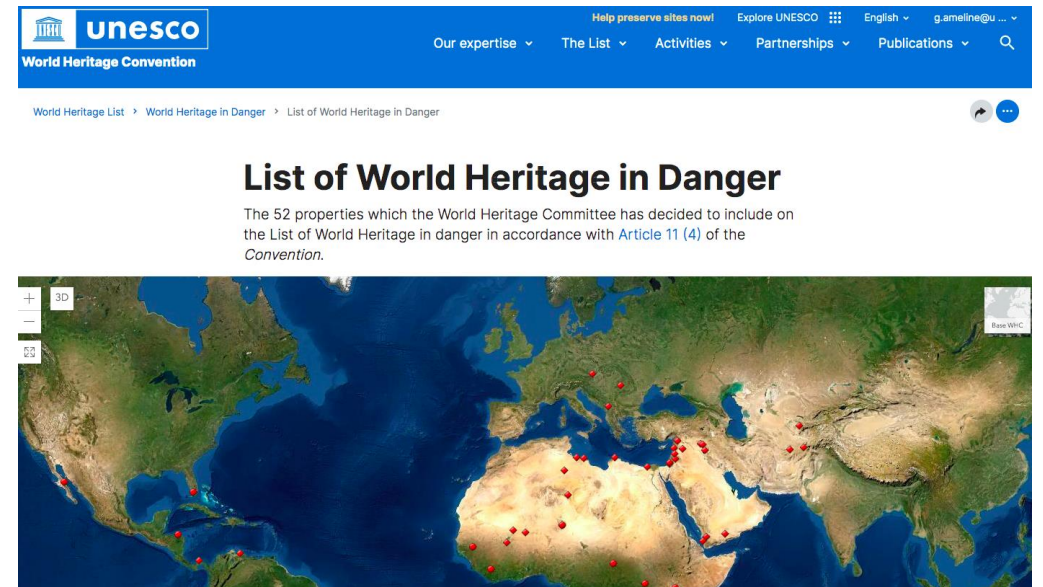 unesco
World Heritage Convention
Help preserve sites now! Explore UNESCO English g.ameline@u ...
Our expertise The List Activities Partnerships Publications
World Heritage List > World Heritage in Danger > List of World Heritage in Danger
List of World Heritage in Danger
The 52 properties which the World Heritage Committee has decided to include on
the List of World Heritage in danger in accordance with Article 11 (4) of the
Convention.
+ 3D
−
Base WHC